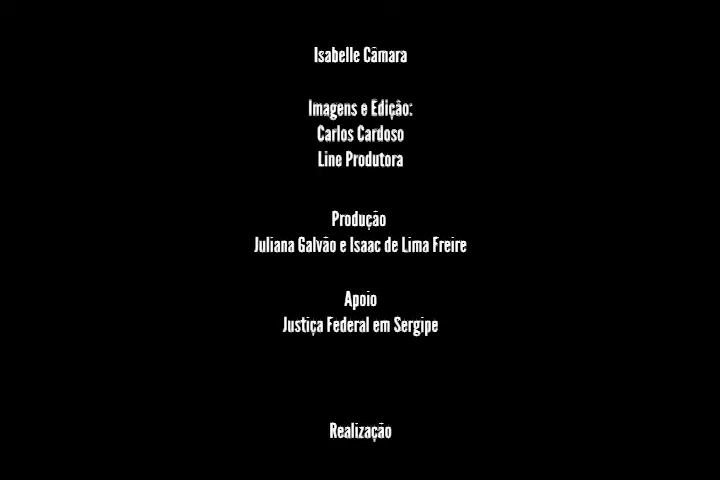 Isabelle Câmara
Imagens e Edição:
Carlos Cardoso
Line Produtora
Produção
Juliana Galvão e Isaac de Lima Freire
Apoio
Justiça Federal em Sergipe
Realização